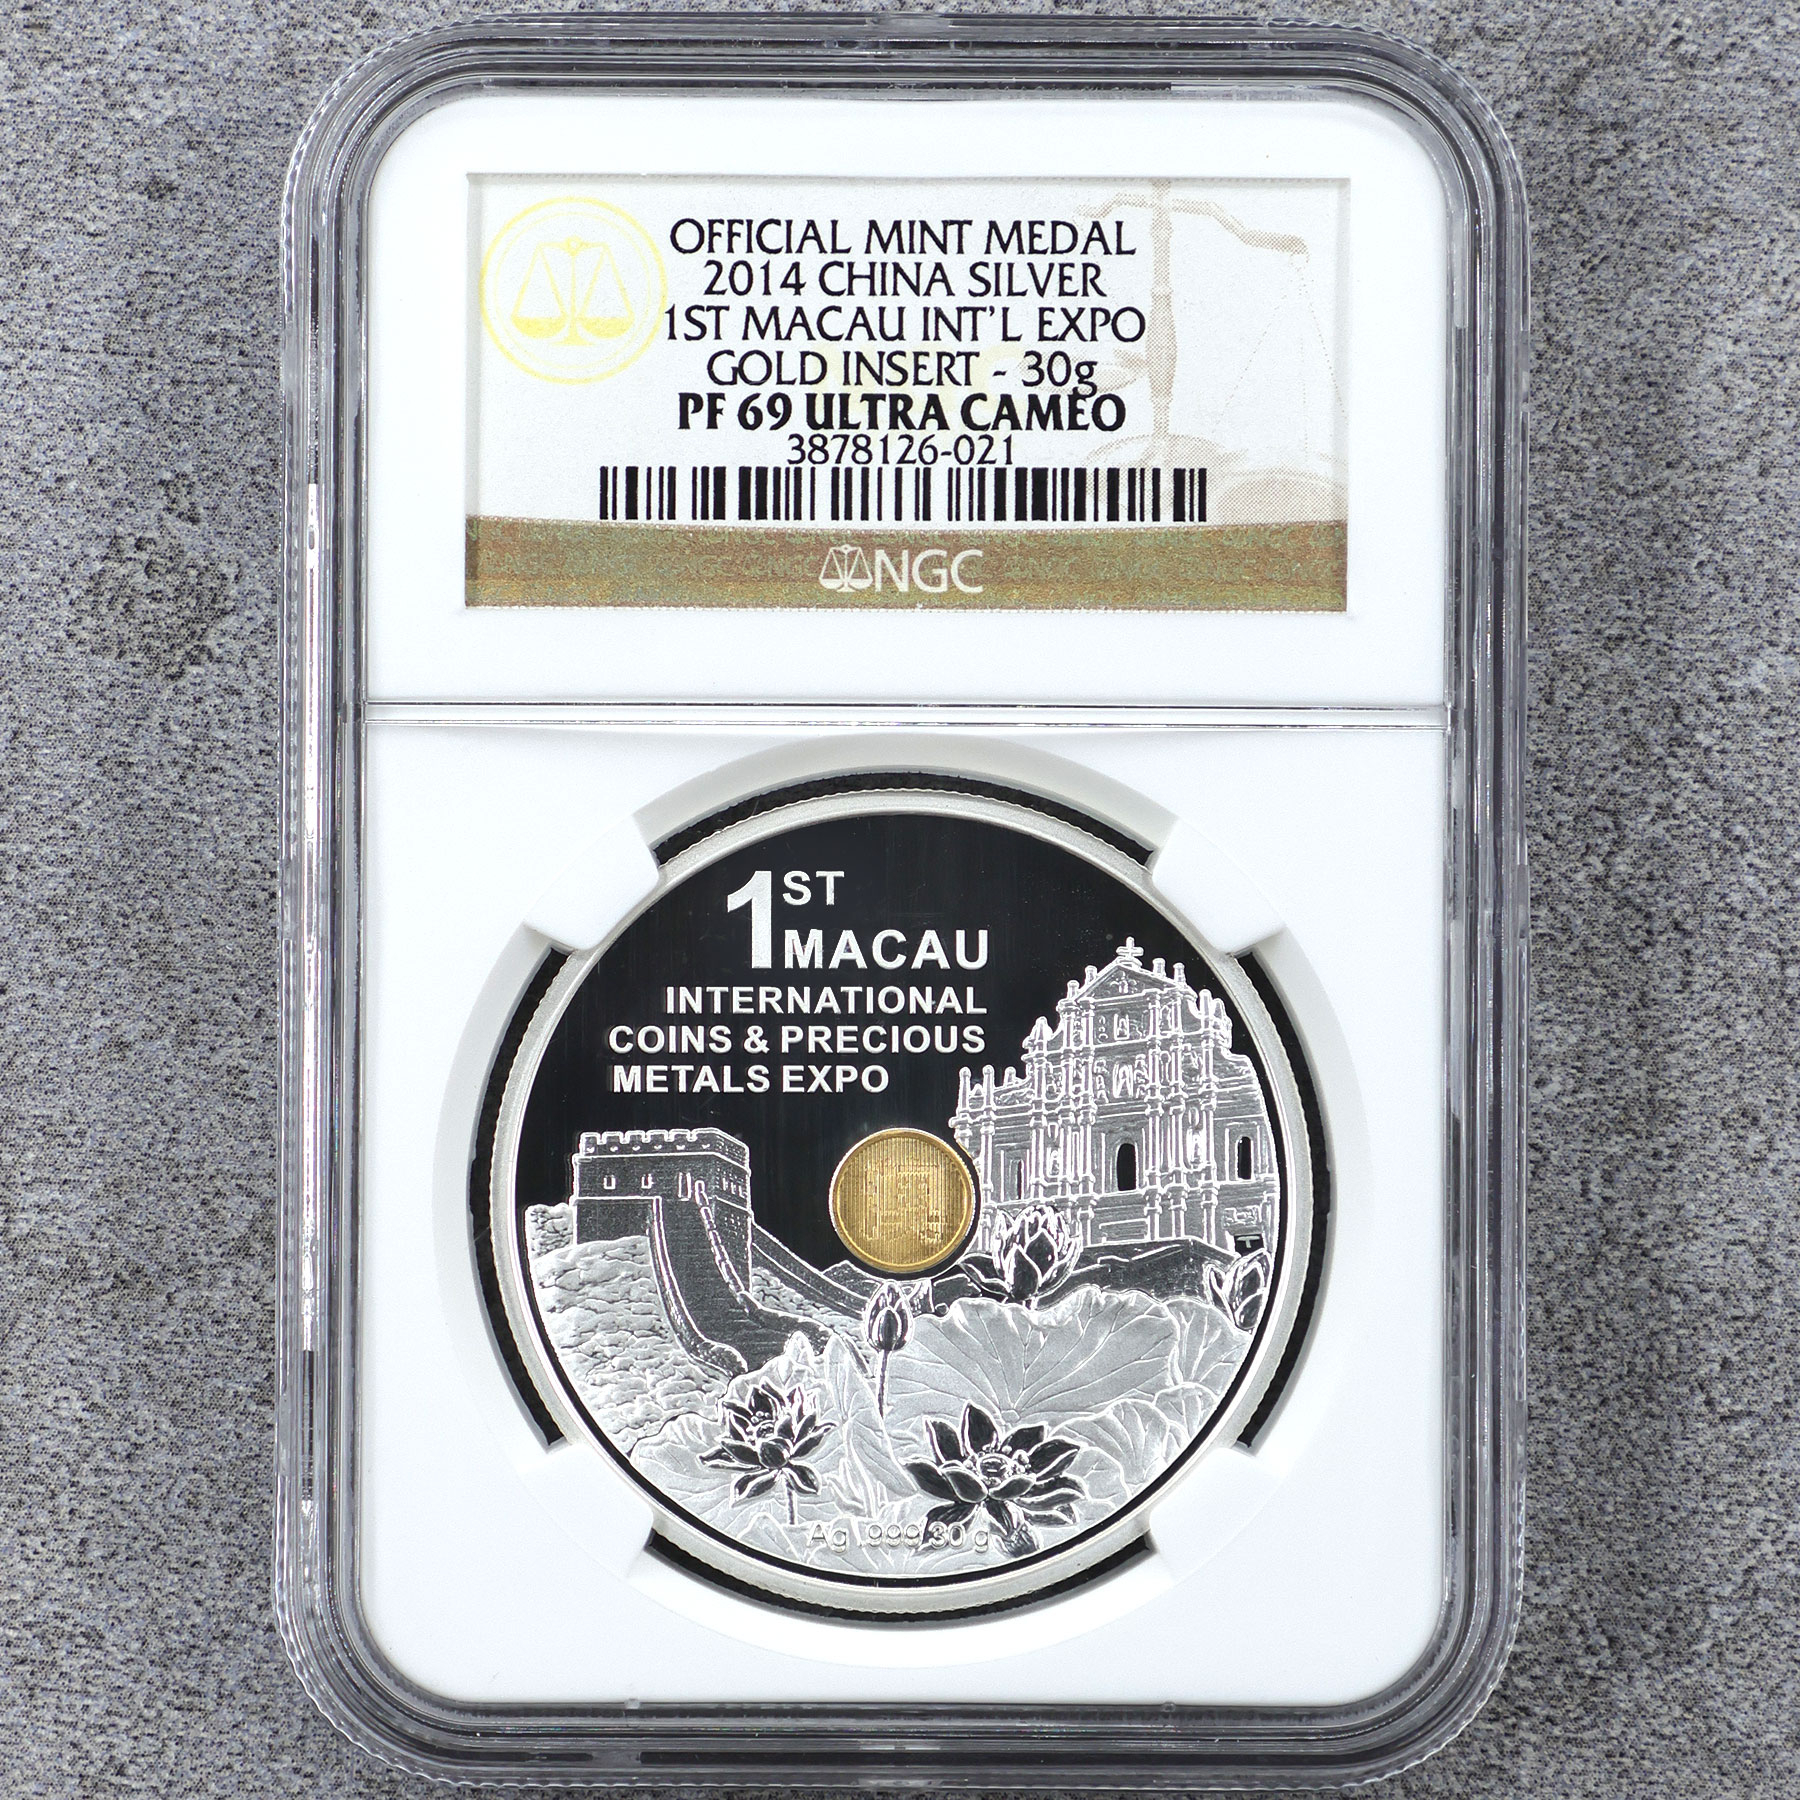 OFFICIAL MINT MEDAL
2014 CHINA SILVER
1ST MACAU INT'L EXPO
GOLD INSERT - 30g
PF 69 ULTRA CAMEO
3878126-021
NGC
1ST
MACAU
INTERNATIONAL
COINS & PRECIOUS
METALS EXPO
Ag .999 30 g